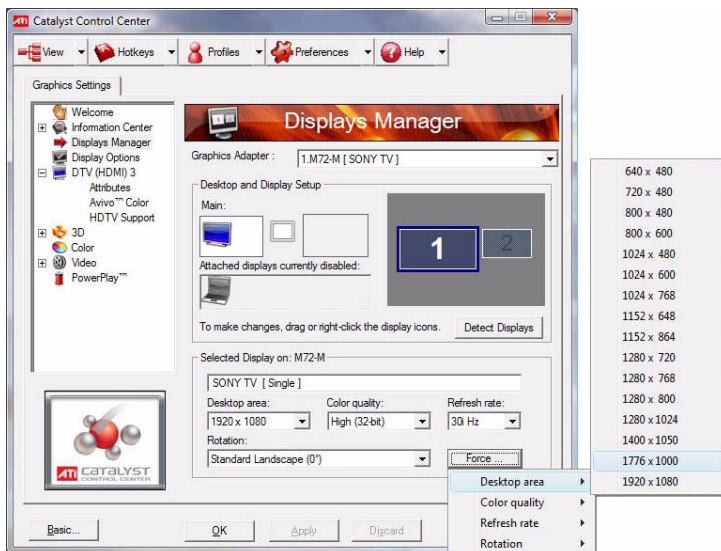 ATI Catalyst Control Center
View Hotkeys Profiles Preferences Help
Graphics Settings
Welcome
Information Center
Displays Manager
Display Options
DTV (HDMI) 3
Attributes
Avivo™ Color
HDTV Support
3D
Color
Video
PowerPlay™
ATI CATALYST
CONTROL CENTER
Displays Manager
Graphics Adapter :
1.M72-M [ SONY TV ]
Desktop and Display Setup
Main:
1
2
Attached displays currently disabled:
To make changes, drag or right-click the display icons.
Detect Displays
Selected Display on: M72-M
SONY TV [ Single ]
Desktop area: Color quality: Refresh rate:
1920 x 1080 High (32-bit) 30i Hz
Rotation:
Standard Landscape (0°)
Force ...
Basic... OK Apply Discard
Desktop area
Color quality
Refresh rate
Rotation
640 x 480
720 x 480
800 x 480
800 x 600
1024 x 480
1024 x 600
1024 x 768
1152 x 648
1152 x 864
1280 x 720
1280 x 768
1280 x 800
1280 x 1024
1400 x 1050
1776 x 1000
1920 x 1080